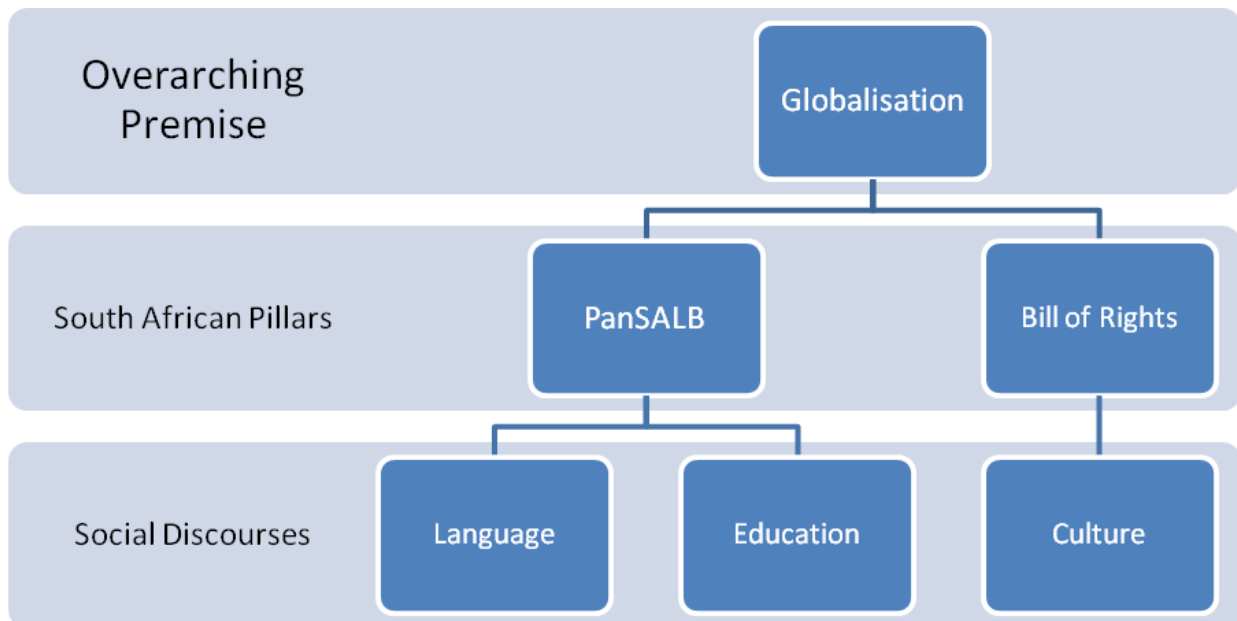 Overarching
Premise
Globalisation
South African Pillars
PanSALB
Bill of Rights
Social Discourses
Language
Education
Culture